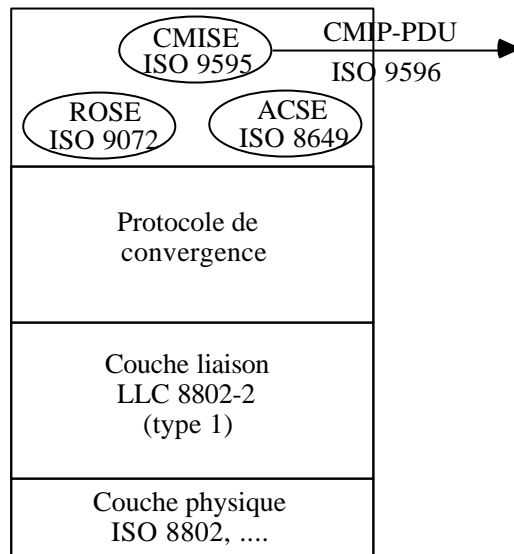 CMISE
ISO 9595
CMIP-PDU
ISO 9596
ROSE
ISO 9072
ACSE
ISO 8649
Protocole de
convergence
Couche liaison
LLC 8802-2
(type 1)
Couche physique
ISO 8802, ....